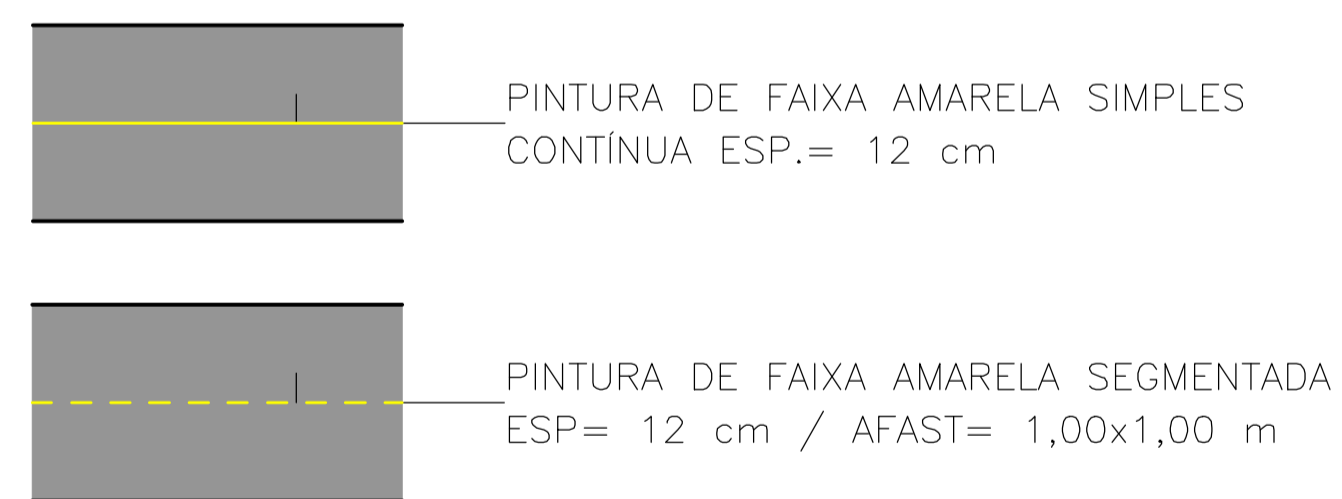 PINTURA DE FAIXA AMARELA SIMPLES
CONTÍNUA ESP.= 12 cm
PINTURA DE FAIXA AMARELA SEGMENTADA
ESP= 12 cm / AFAST= 1,00x1,00 m